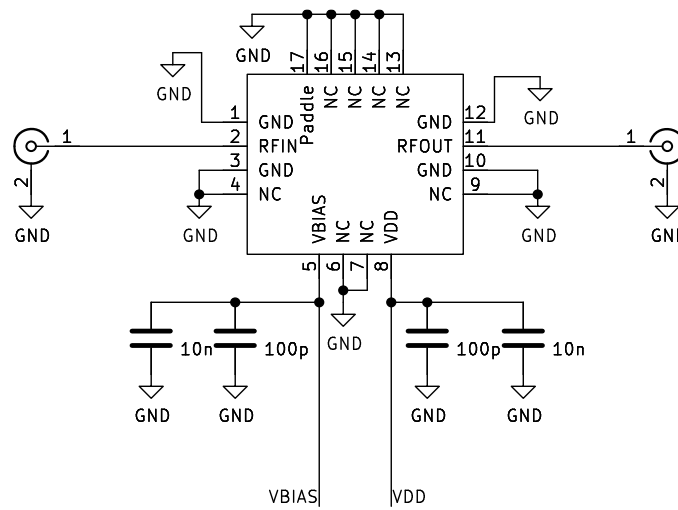 GND
17
16
15
14
13
Paddle
NC
NC
NC
NC
GND
GND
1
GND
GND
12
1
2
RFIN
RFOUT
11
1
2
3
GND
GND
10
2
4
NC
NC
9
GND
GND
GND
GND
VBIAS
NC
NC
VDD
5
6
7
8
10n
100p
GND
100p
10n
GND
GND
GND
GND
VBIAS
VDD